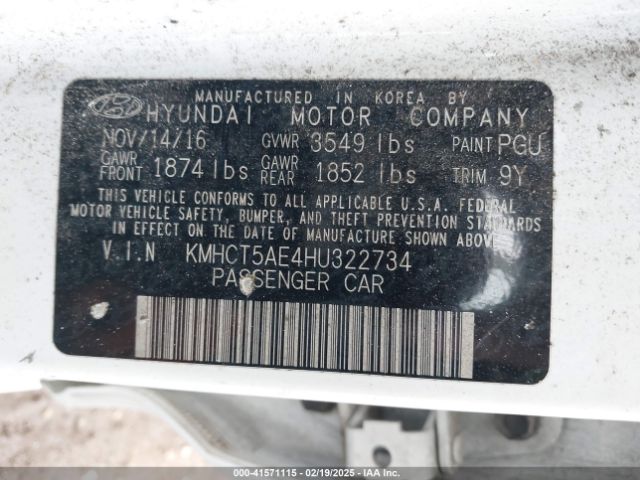 MANUFACTURED IN KOREA BY
HYUNDAI MOTOR COMPANY
NOV/14/16 GVWR 3549 lbs PAINT PGU
GAWR FRONT 1874 lbs GAWR REAR 1852 lbs TRIM 9Y
THIS VEHICLE CONFORMS TO ALL APPLICABLE U.S.A. FEDERAL
MOTOR VEHICLE SAFETY, BUMPER, AND THEFT PREVENTION STANDARDS
IN EFFECT ON THE DATE OF MANUFACTURE SHOWN ABOVE.
V.I.N KMHCT5AE4HU322734
PASSENGER CAR
000-41571115 - 02/19/2025 - IAA Inc.